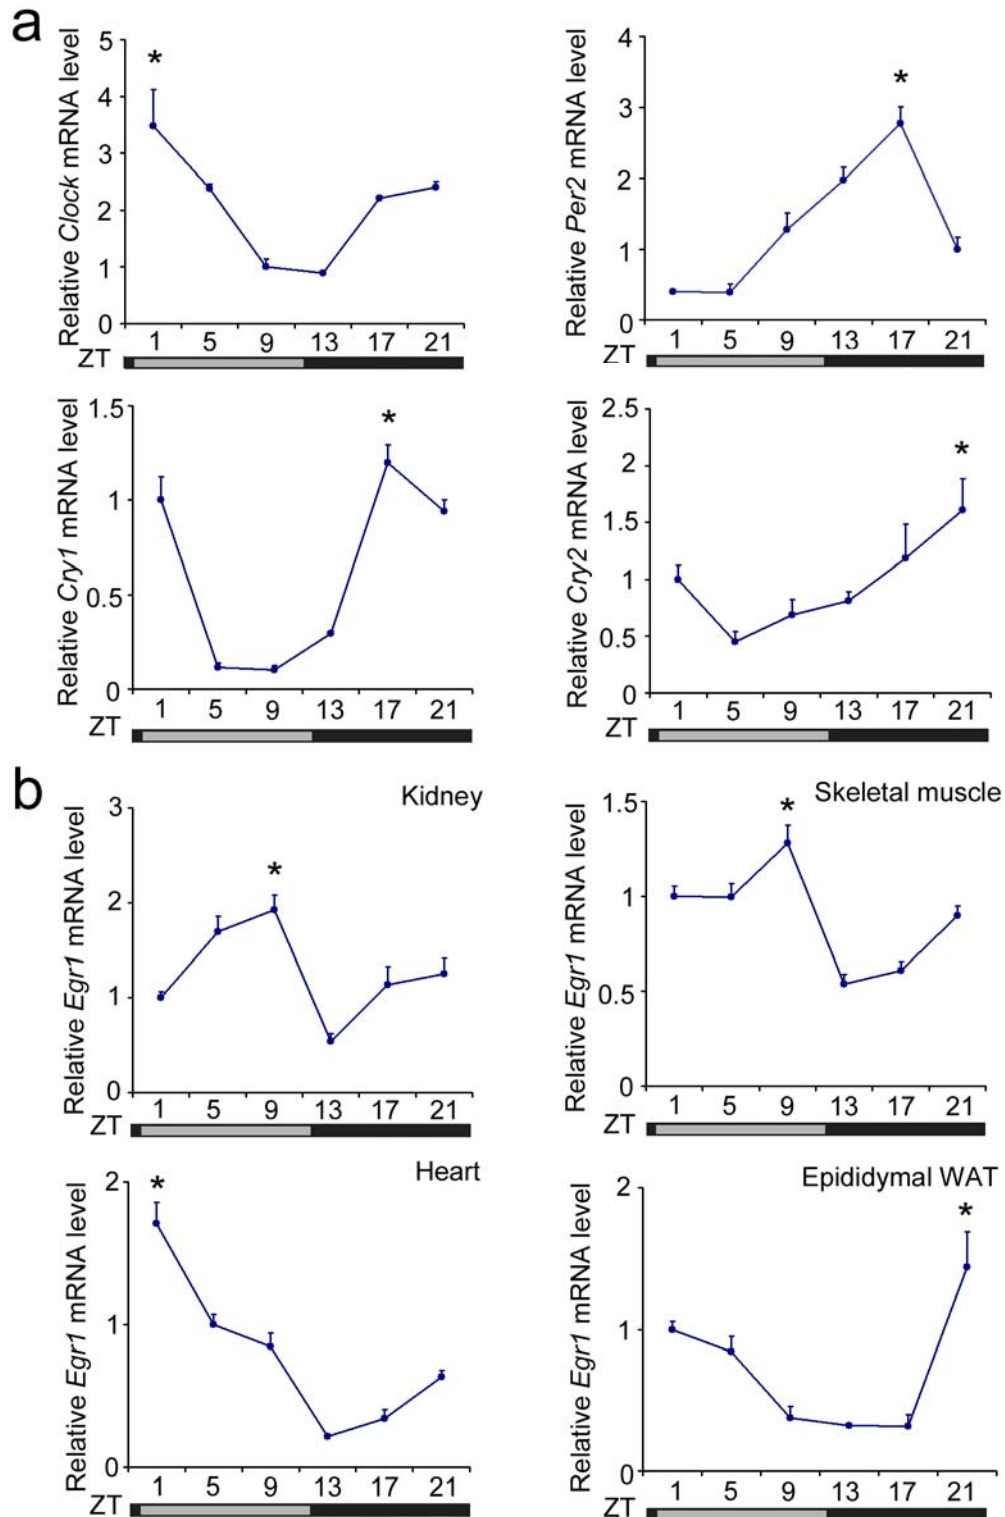 a
Relative Clock mRNA level
5
4
3
2
1
0
*
1 5 9 13 17 21
ZT
Relative Per2 mRNA level
4
3
2
1
0
*
1 5 9 13 17 21
ZT
Relative Cry1 mRNA level
1.5
1
0.5
0
*
1 5 9 13 17 21
ZT
Relative Cry2 mRNA level
2.5
2
1.5
1
0.5
0
*
1 5 9 13 17 21
ZT
b
Kidney
Relative Egr1 mRNA level
3
2
1
0
*
1 5 9 13 17 21
ZT
Skeletal muscle
Relative Egr1 mRNA level
1.5
1
0.5
0
*
1 5 9 13 17 21
ZT
Heart
Relative Egr1 mRNA level
2
1
0
*
1 5 9 13 17 21
ZT
Epididymal WAT
Relative Egr1 mRNA level
2
1
0
*
1 5 9 13 17 21
ZT